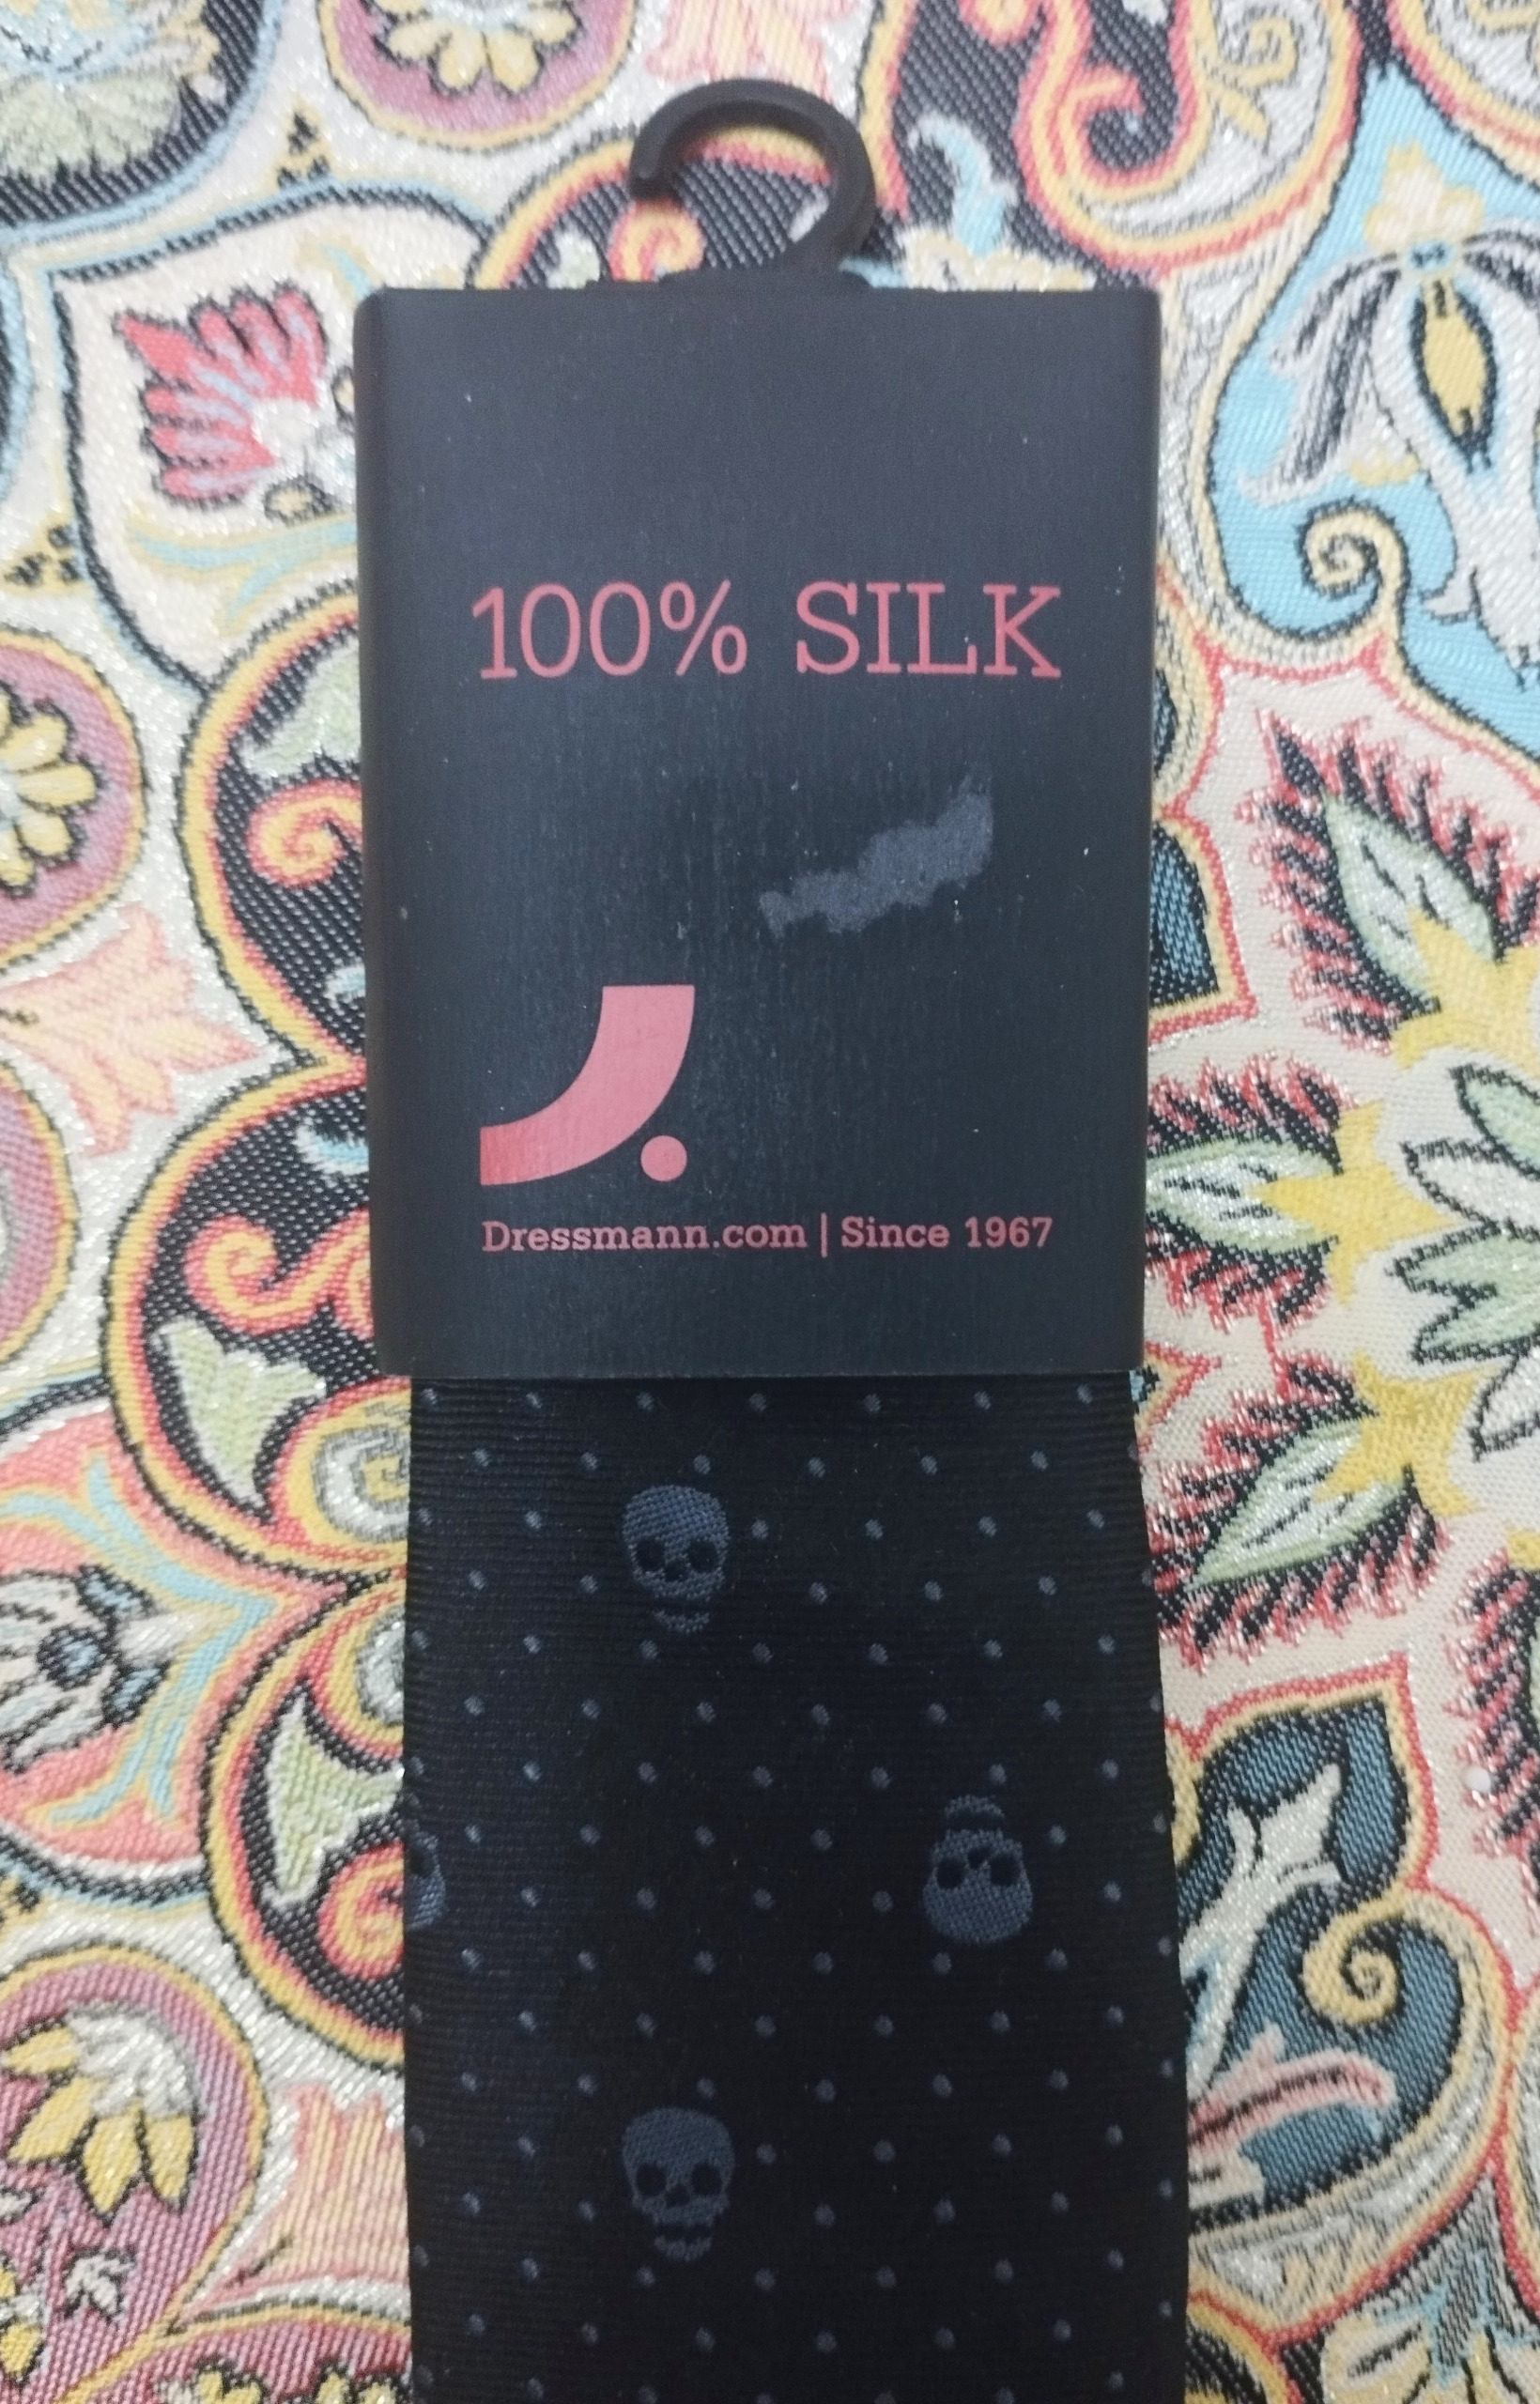 100% SILK
Dressmann.com | Since 1967